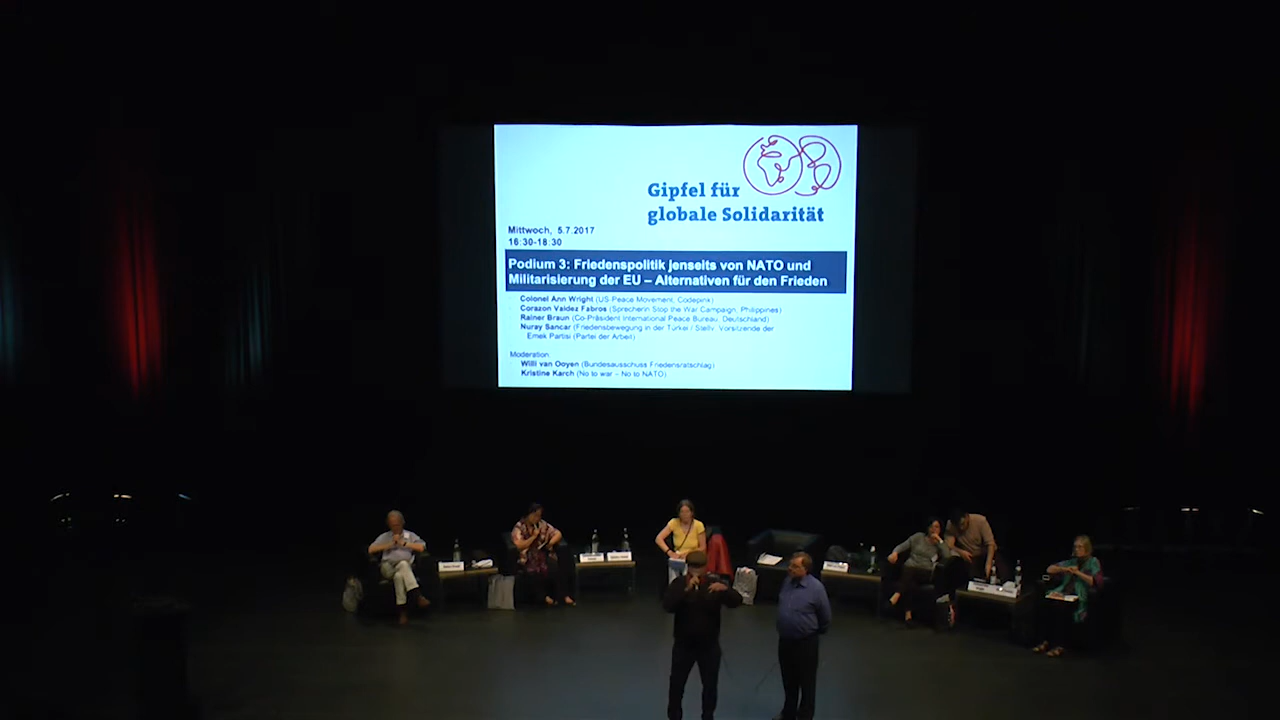 Gipfel für
globale Solidarität
Mittwoch, 5.7.2017
16:30-18:30
Podium 3: Friedenspolitik jenseits von NATO und
Militarisierung der EU – Alternativen für den Frieden
Colonel Ann Wright (US-Peace Movement, Codepink)
Corazon Valdez Fabros (Sprecherin Stop the War Campaign, Philippines)
Rainer Braun (Co-Präsident International Peace Bureau, Deutschland)
Nuray Sancar (Friedensbewegung in der Türkei / Stellv. Vorsitzende der
Emek Partisi (Partei der Arbeit)
Moderation
Willi van Ooyen (Bundesausschuss Friedensratschlag)
Kristine Karch (No to war – No to NATO)